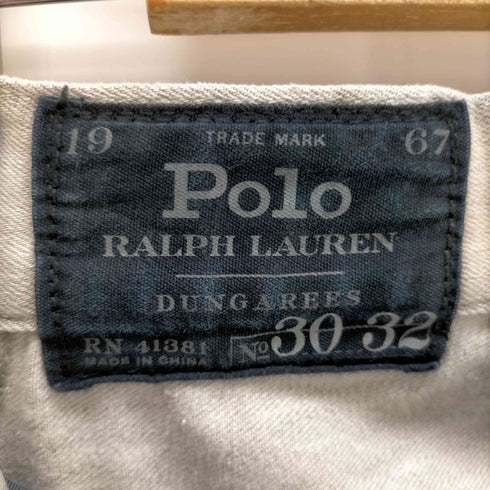 19 TRADE MARK 67
Polo
RALPH LAUREN
DUNGAREES
RN 41381 No 30 32
MADE IN CHINA